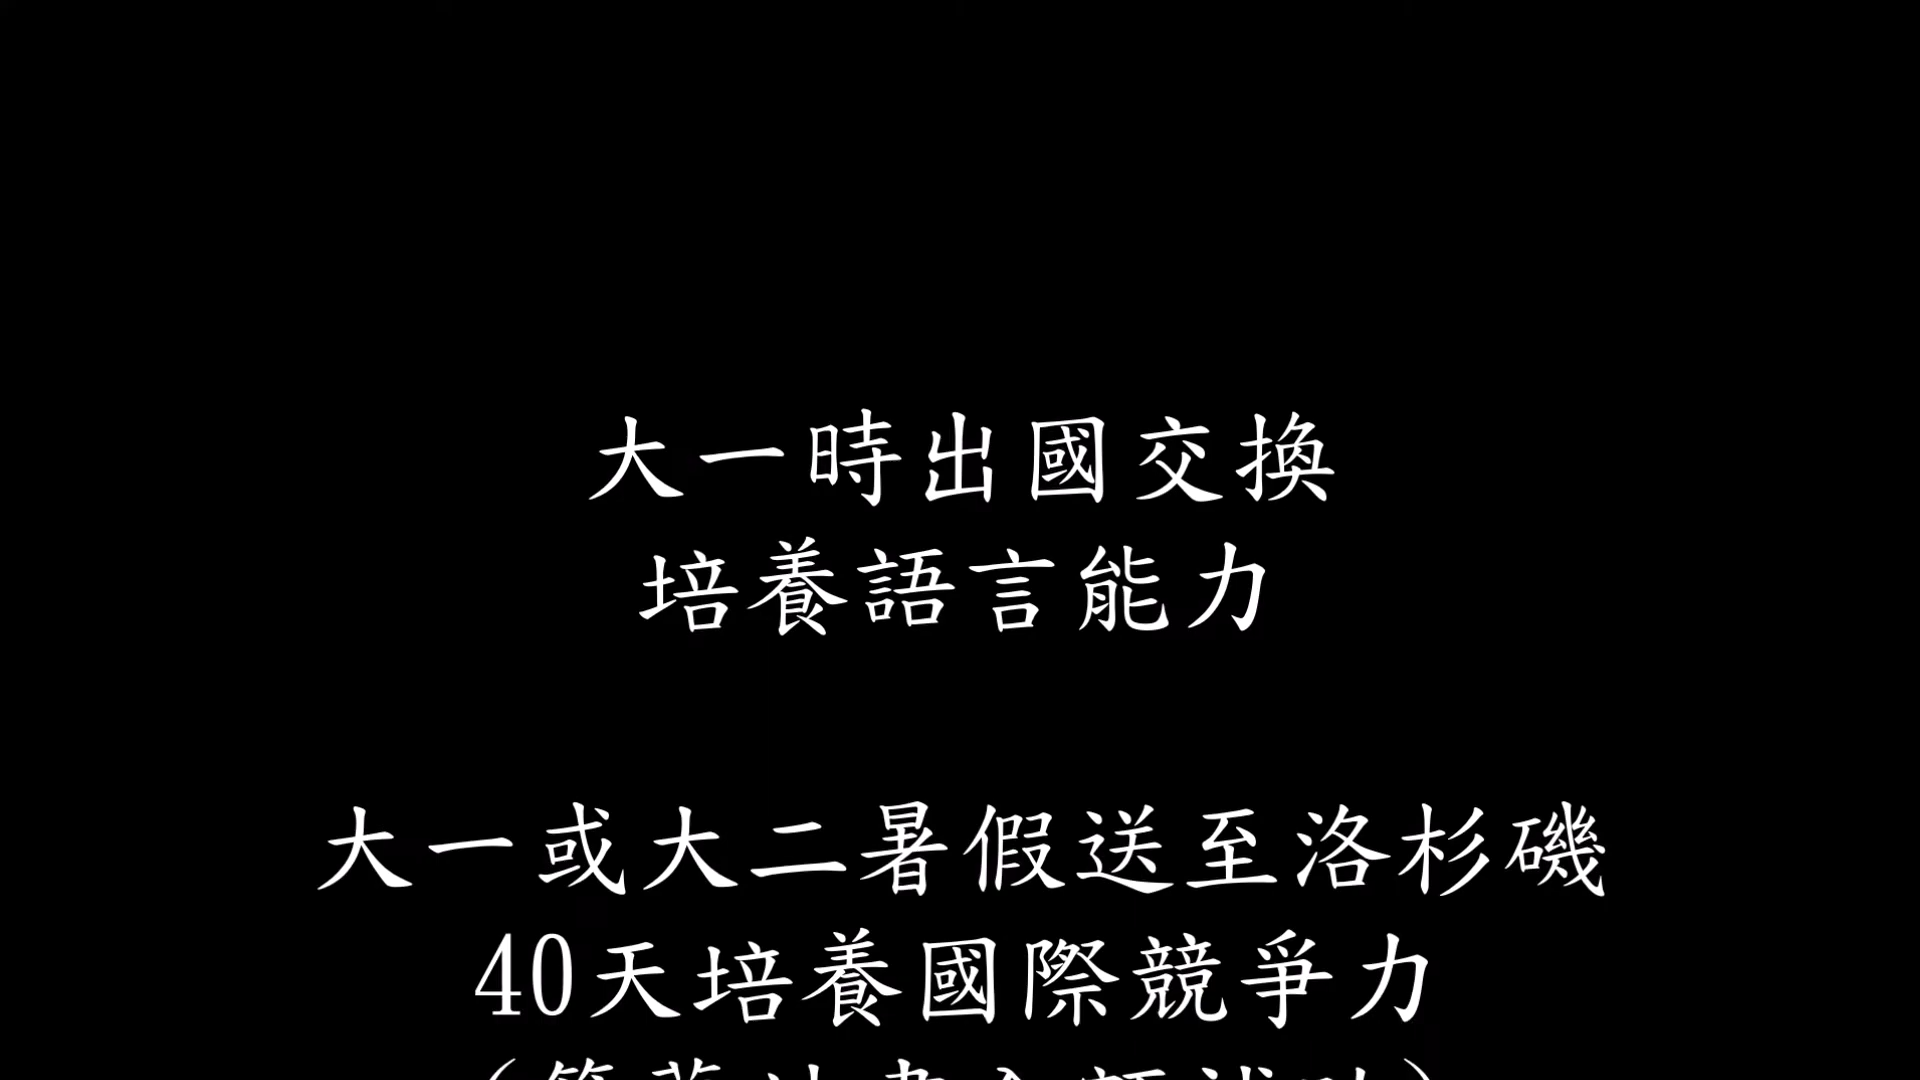 大一時出國交換
培養語言能力
大一或大二暑假送至洛杉磯
40天培養國際競爭力